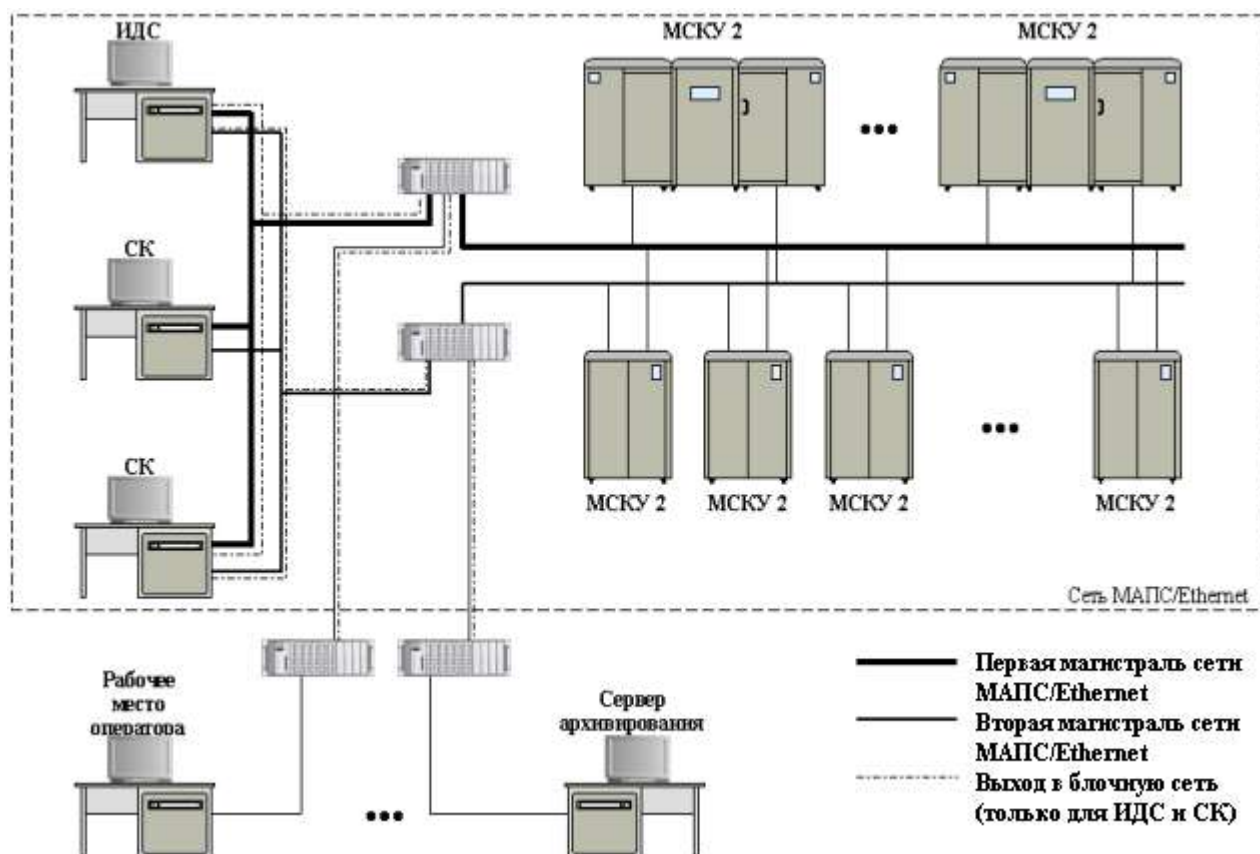 ИДС
МСКУ 2
МСКУ 2
СК
СК
МСКУ 2
МСКУ 2
МСКУ 2
МСКУ 2
Сеть МАПС/Ethernet
Рабочее
место
оператора
Сервер
архивирования
Первая магистраль сети
МАПС/Ethernet
Вторая магистраль сети
МАПС/Ethernet
Выход в блочную сеть
(только для ИДС и СК)